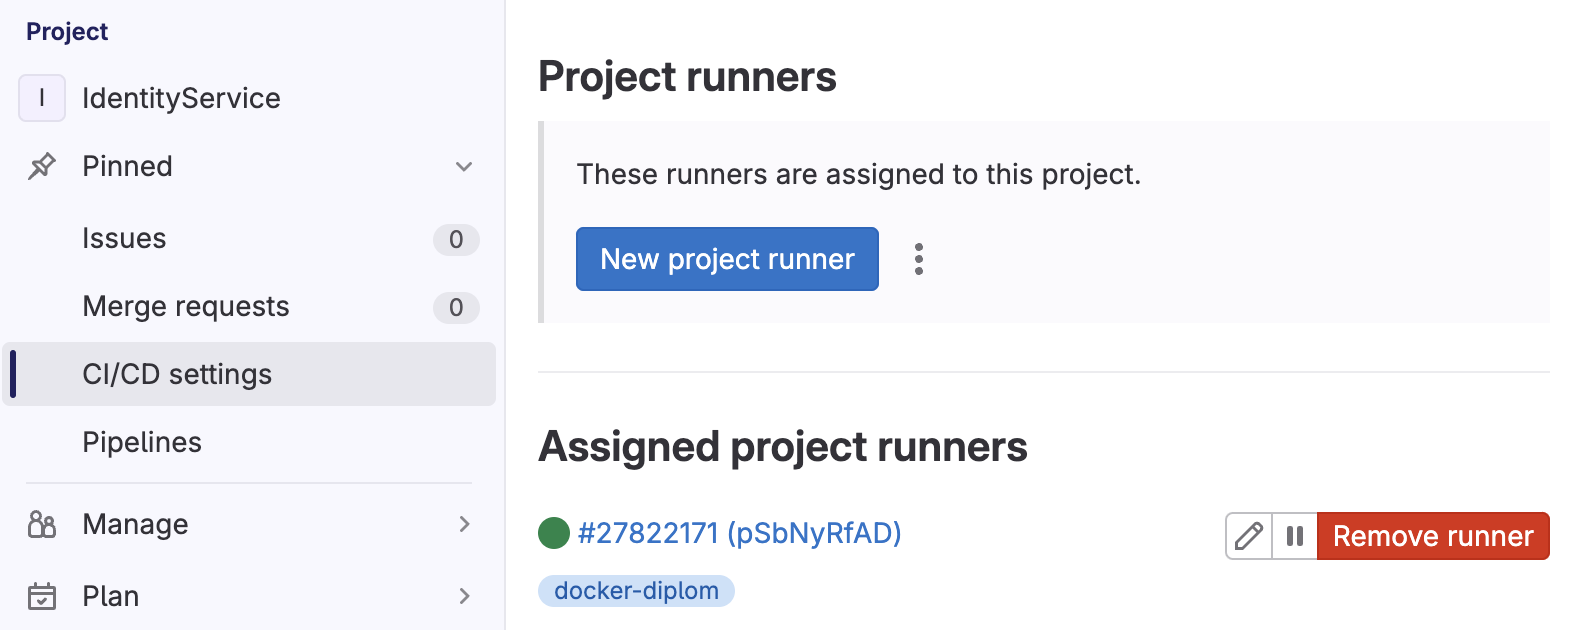 Project
I IdentityService
Pinned
Issues 0
Merge requests 0
CI/CD settings
Pipelines
Manage
Plan
Project runners
These runners are assigned to this project.
New project runner
Assigned project runners
#27822171 (pSbNyRfAD)
Remove runner
docker-diplom